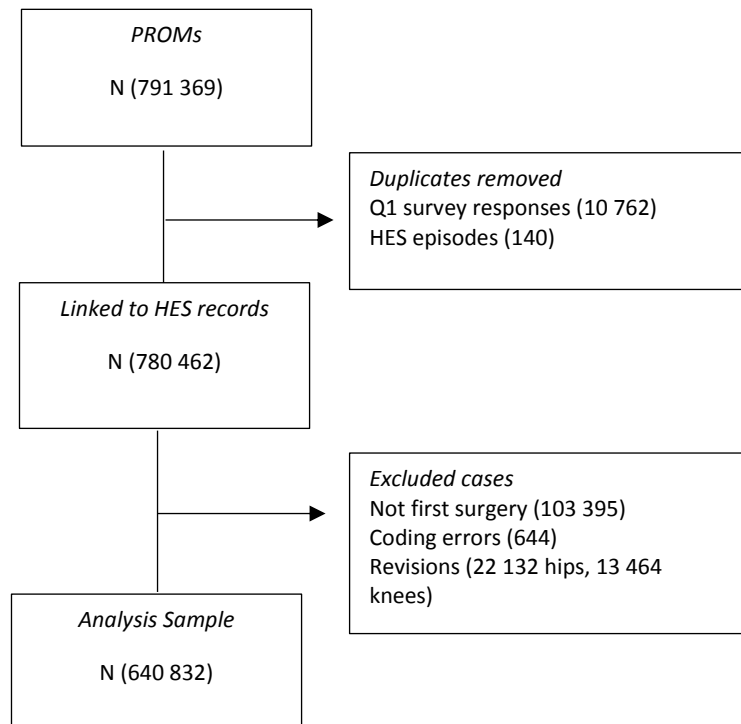 PROMs
N (791 369)
Duplicates removed
Q1 survey responses (10 762)
HES episodes (140)
Linked to HES records
N (780 462)
Excluded cases
Not first surgery (103 395)
Coding errors (644)
Revisions (22 132 hips, 13 464
knees)
Analysis Sample
N (640 832)